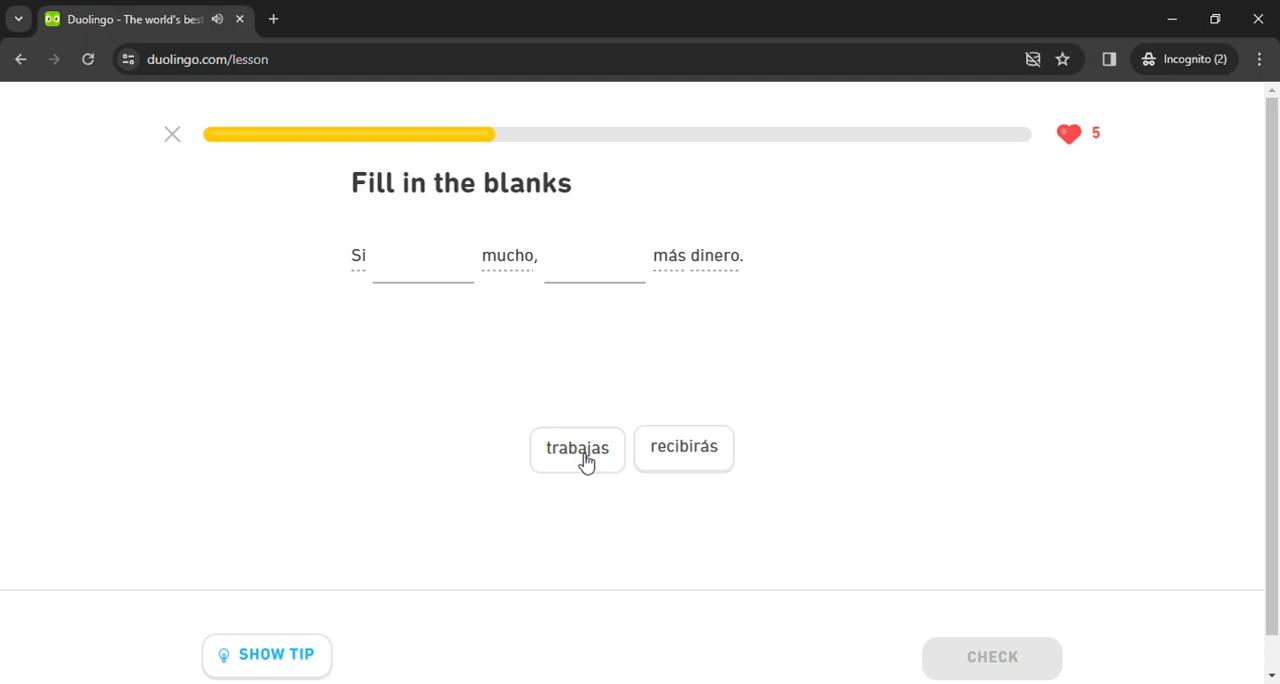 Duolingo - The world's bes
duolingo.com/lesson
Incognito (2)
5
Fill in the blanks
Si mucho, más dinero.
trabajas recibirás
SHOW TIP
CHECK